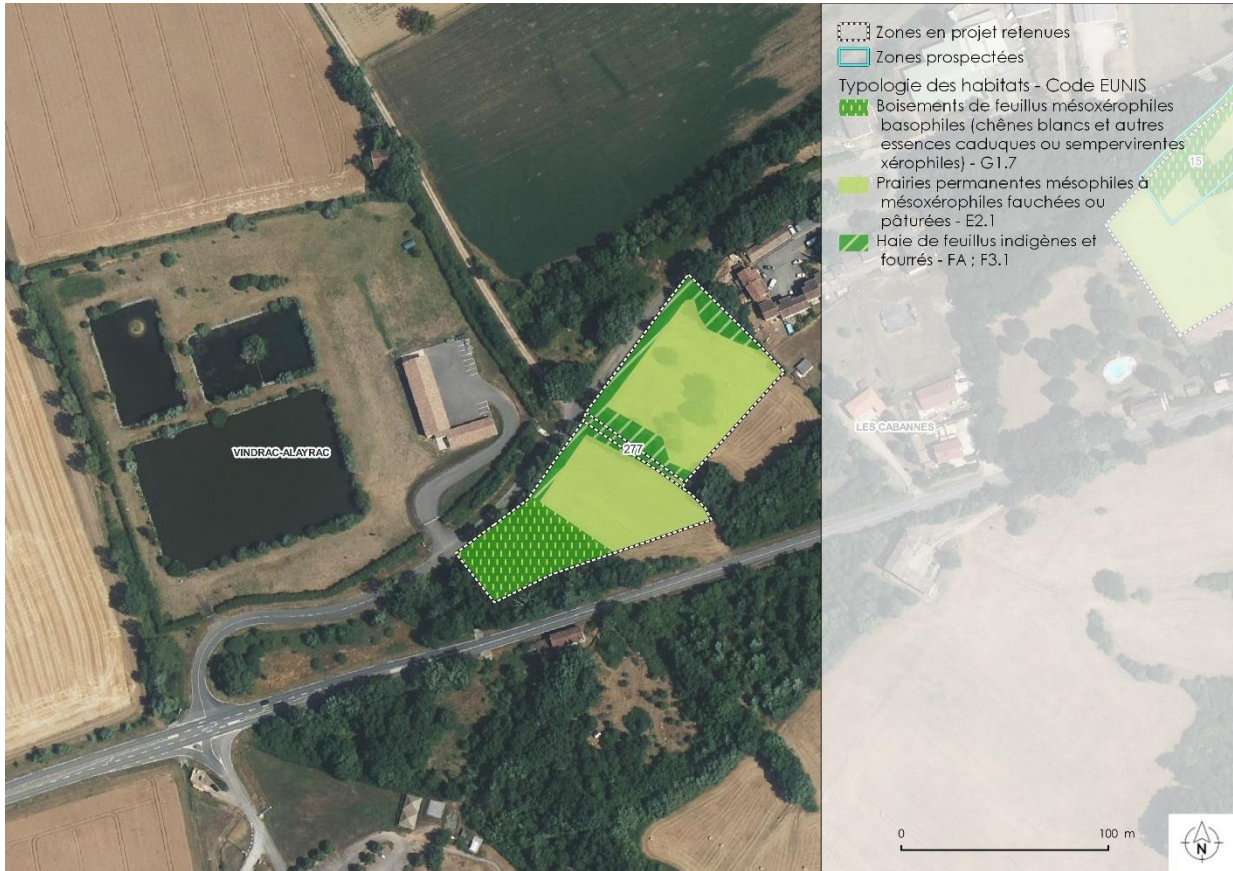 Zones en projet retenues
Zones prospectées
Typologie des habitats - Code EUNIS
Boisements de feuillus mésoxérophiles
basophiles (chênes blancs et autres
essences caduques ou sempervirentes
xérophiles) - G1.7
Prairies permanentes mésophiles à
mésoxérophiles fauchées ou
pâturées - E2.1
Haie de feuillus indigènes et
fourrés - FA ; F3.1
15
LES CABANNES
277
VINDRAC-ALAYRAC
0
100 m
N